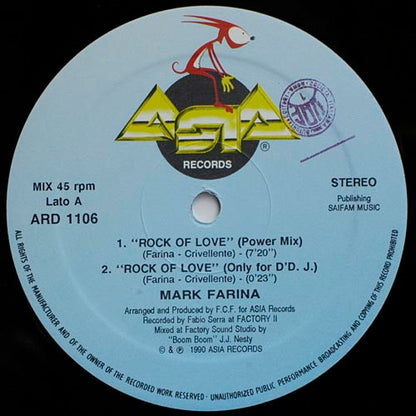 ASIA
®
RECORDS
MIX 45 rpm
Lato A
ARD 1106
STEREO
Publishing
SAIFAM MUSIC
1. "ROCK OF LOVE" (Power Mix)
(Farina - Crivellente) - (7'20")
2. "ROCK OF LOVE" (Only for D'D. J.)
(Farina - Crivellente) - (0'23")
MARK FARINA
Arranged and Produced by F.C.F. for ASIA Records
Recorded by Fabio Serra at FACTORY II
Mixed at Factory Sound Studio by
"Boom Boom" J.J. Nesty
© & ℗ 1990 ASIA RECORDS
ALL RIGHTS OF THE MANUFACTURER AND OF THE OWNER OF THE RECORDED WORK RESERVED - UNAUTHORIZED PUBLIC PERFORMANCE BROADCASTING AND COPYING OF THIS RECORD PROHIBITED